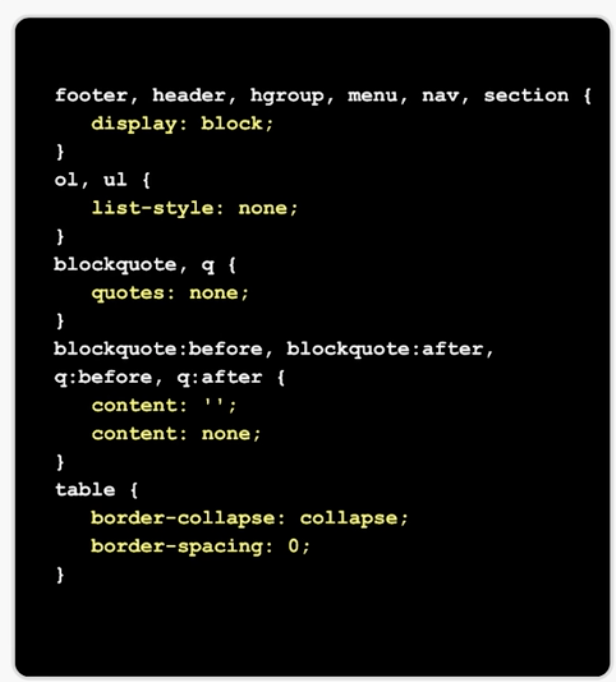 footer, header, hgroup, menu, nav, section {
   display: block;
}
ol, ul {
   list-style: none;
}
blockquote, q {
   quotes: none;
}
blockquote:before, blockquote:after,
q:before, q:after {
   content: '';
   content: none;
}
table {
   border-collapse: collapse;
   border-spacing: 0;
}